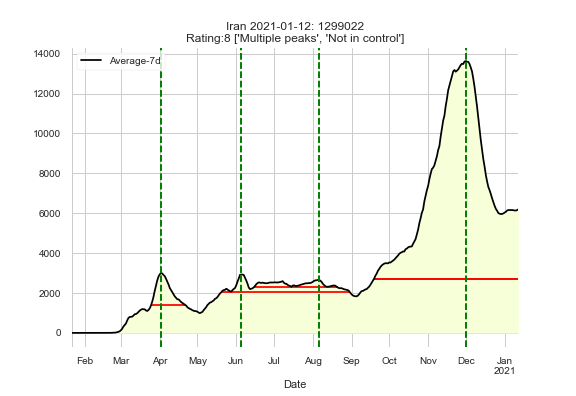 Iran 2021-01-12: 1299022
Rating:8 ['Multiple peaks', 'Not in control']
Average-7d
14000
12000
10000
8000
6000
4000
2000
0
Feb Mar Apr May Jun Jul Aug Sep Oct Nov Dec Jan
2021
Date